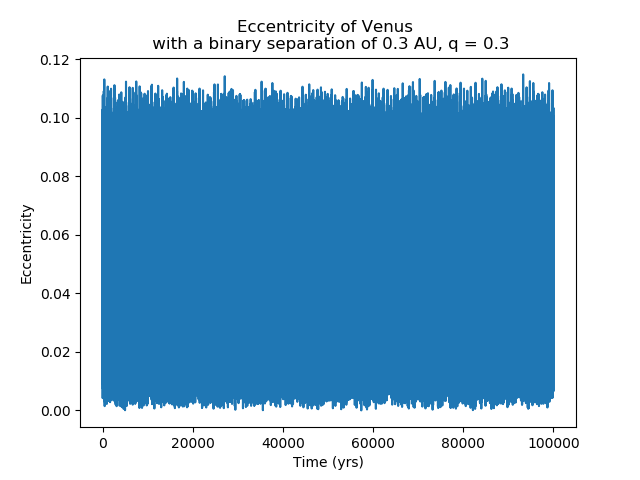 Eccentricity of Venus
with a binary separation of 0.3 AU, q = 0.3
0.12
0.10
0.08
0.06
0.04
0.02
0.00
Eccentricity
0 20000 40000 60000 80000 100000
Time (yrs)